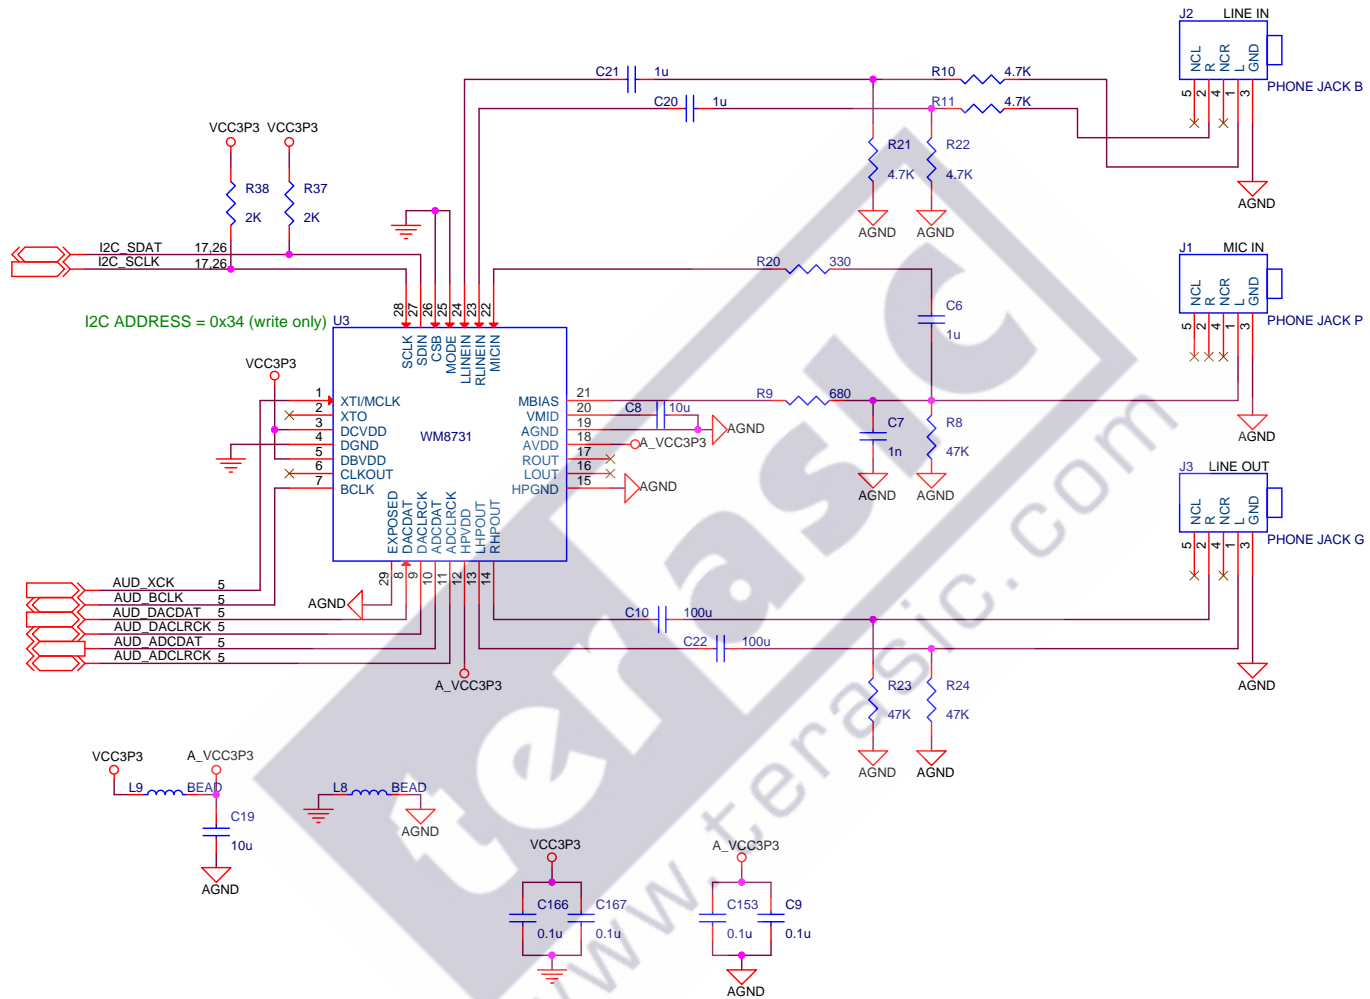 J2 LINE IN
NCL R NCR L GND
5 2 4 1 3
PHONE JACK B
C21 1u
R10 4.7K
C20 1u
R11 4.7K
VCC3P3 VCC3P3
R21 4.7K
R22 4.7K
R38 2K
R37 2K
AGND AGND AGND
I2C_SDAT 17,26
I2C_SCLK 17,26
J1 MIC IN
NCL R NCR L GND
5 2 4 1 3
PHONE JACK P
R20 330
C6 1u
28 27 26 25 24 23 22
I2C ADDRESS = 0x34 (write only)
U3
SCLK SDIN CSB MODE LLINEIN RLINEIN MICIN
VCC3P3
1 XTI/MCLK
2 XTO
3 DCVDD
4 DGND
5 DBVDD
6 CLKOUT
7 BCLK
WM8731
MBIAS 21
VMID 20
AGND 19
AVDD 18
ROUT 17
LOUT 16
HPGND 15
R9 680
C8 10u
AGND
A_VCC3P3
AGND
C7 1n
R8 47K
AGND AGND AGND
EXPOSED DACDAT DACLRCK ADCDAT ADCLRCK HPVDD LHPOUT RHPOUT
29 8 9 10 11 12 13 14
J3 LINE OUT
NCL R NCR L GND
5 2 4 1 3
PHONE JACK G
AUD_XCK 5
AUD_BCLK 5
AUD_DACDAT 5
AUD_DACLRCK 5
AUD_ADCDAT 5
AUD_ADCLRCK 5
AGND
A_VCC3P3
C10 100u
C22 100u
R23 47K
R24 47K
AGND AGND AGND
VCC3P3 A_VCC3P3
L9 BEAD
C19 10u
AGND
L8 BEAD
AGND
VCC3P3
C166 0.1u
C167 0.1u
A_VCC3P3
C153 0.1u
C9 0.1u
AGND
terasic
www.terasic.com